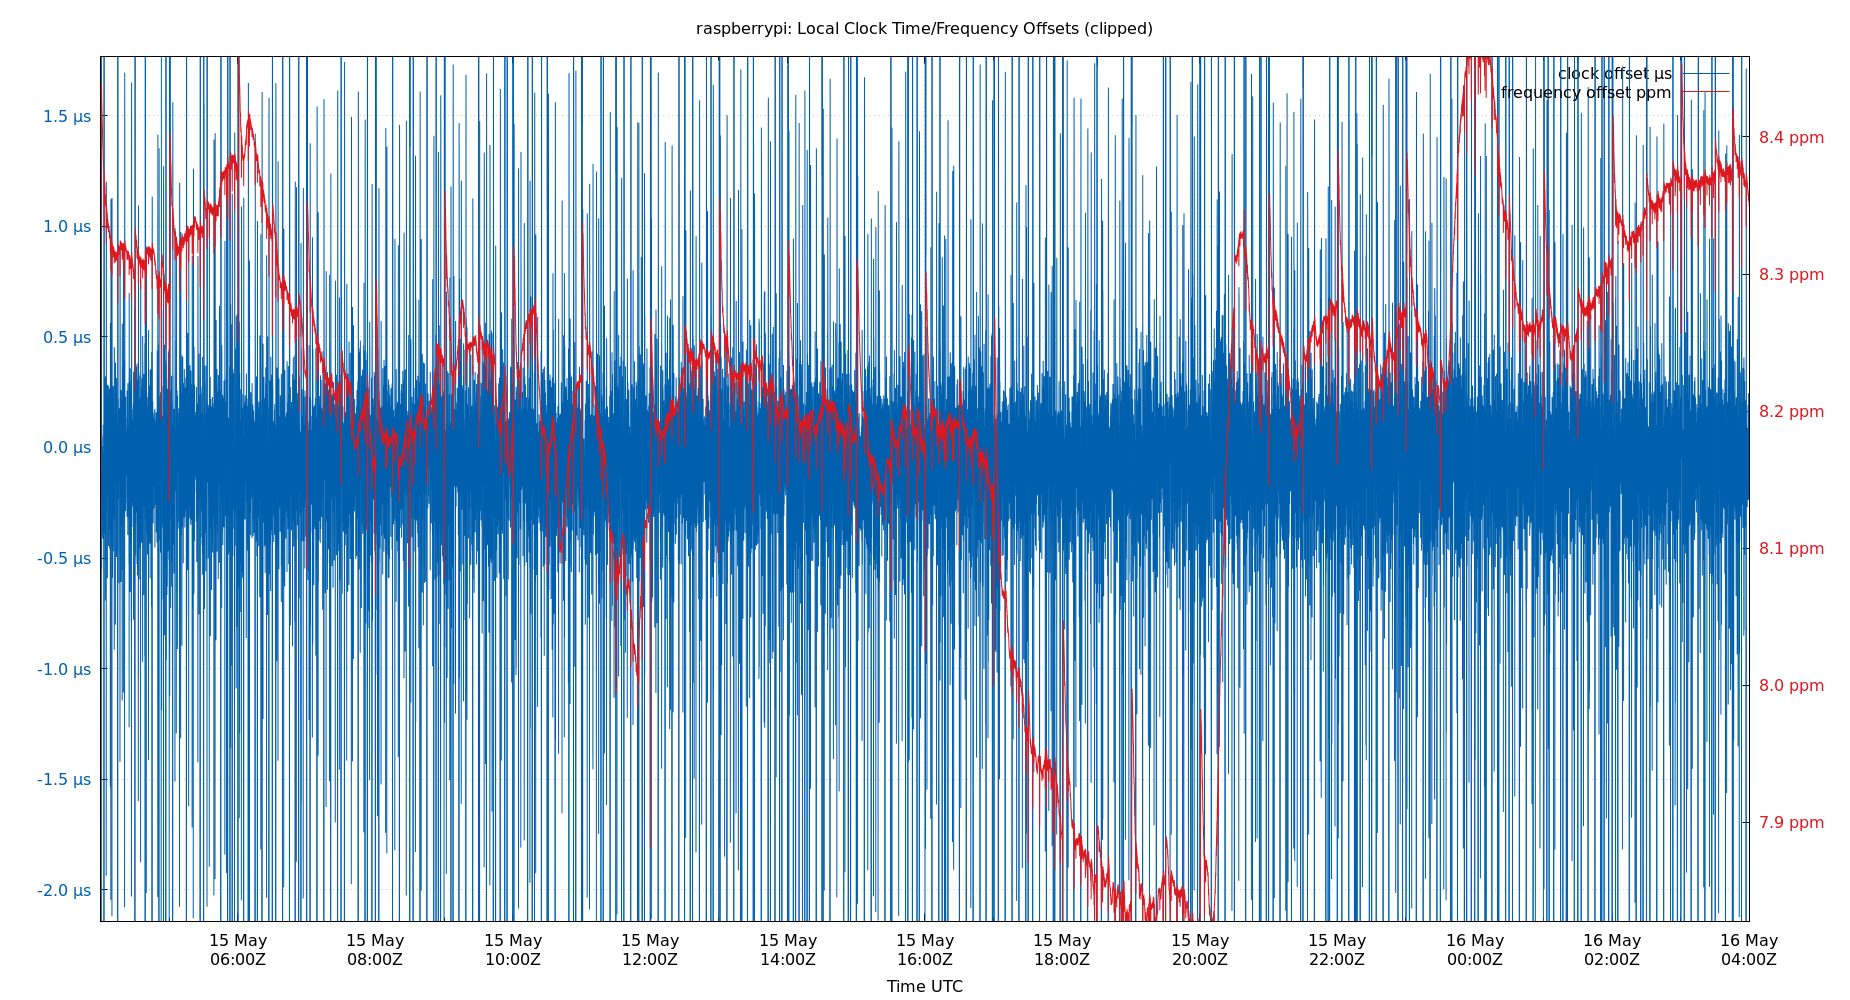 raspberrypi: Local Clock Time/Frequency Offsets (clipped)
clock offset µs
frequency offset ppm
1.5 µs
1.0 µs
0.5 µs
0.0 µs
-0.5 µs
-1.0 µs
-1.5 µs
-2.0 µs
8.4 ppm
8.3 ppm
8.2 ppm
8.1 ppm
8.0 ppm
7.9 ppm
15 May 15 May 15 May 15 May 15 May 15 May 15 May 15 May 15 May 16 May 16 May 16 May
06:00Z 08:00Z 10:00Z 12:00Z 14:00Z 16:00Z 18:00Z 20:00Z 22:00Z 00:00Z 02:00Z 04:00Z
Time UTC